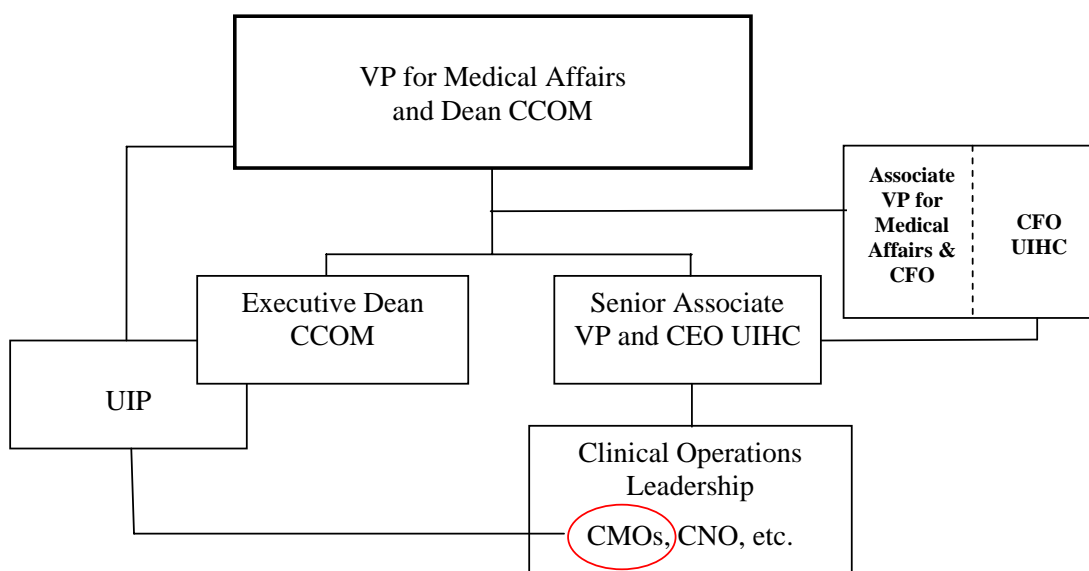 VP for Medical Affairs
and Dean CCOM
Associate
VP for
Medical
Affairs &
CFO
CFO
UIHC
Executive Dean
CCOM
Senior Associate
VP and CEO UIHC
UIP
Clinical Operations
Leadership
CMOs, CNO, etc.